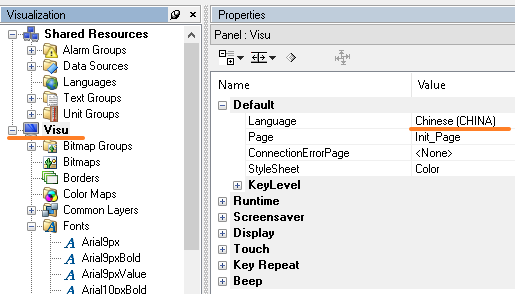 Visualization
Shared Resources
Alarm Groups
Data Sources
Languages
Text Groups
Unit Groups
Visu
Bitmap Groups
Bitmaps
Borders
Color Maps
Common Layers
Fonts
Arial9px
Arial9pxBold
Arial9pxValue
Arial10pxBold
Properties
Panel : Visu
Name Value
Default
Language Chinese (CHINA)
Page Init_Page
ConnectionErrorPage <None>
StyleSheet Color
KeyLevel
Runtime
Screensaver
Display
Touch
Key Repeat
Beep